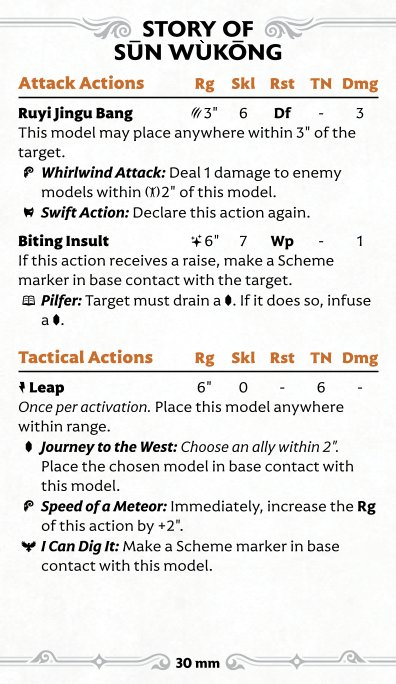 STORY OF
SŪN WÙKŌNG
Attack Actions Rg Skl Rst TN Dmg
Ruyi Jingu Bang 3" 6 Df - 3
This model may place anywhere within 3" of the
target.
Whirlwind Attack: Deal 1 damage to enemy
models within 2" of this model.
Swift Action: Declare this action again.
Biting Insult 6" 7 Wp - 1
If this action receives a raise, make a Scheme
marker in base contact with the target.
Pilfer: Target must drain a . If it does so, infuse
a .
Tactical Actions Rg Skl Rst TN Dmg
Leap 6" 0 - 6 -
Once per activation. Place this model anywhere
within range.
Journey to the West: Choose an ally within 2".
Place the chosen model in base contact with
this model.
Speed of a Meteor: Immediately, increase the Rg
of this action by +2".
I Can Dig It: Make a Scheme marker in base
contact with this model.
30 mm